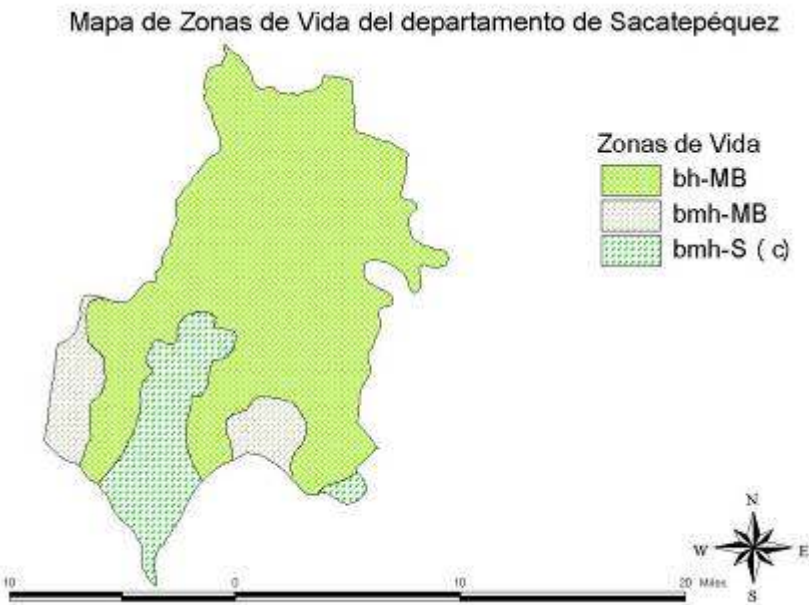 Mapa de Zonas de Vida del departamento de Sacatepéquez
Zonas de Vida
bh-MB
bmh-MB
bmh-S ( c)
N
W E
S
10 0 10 20 Miles